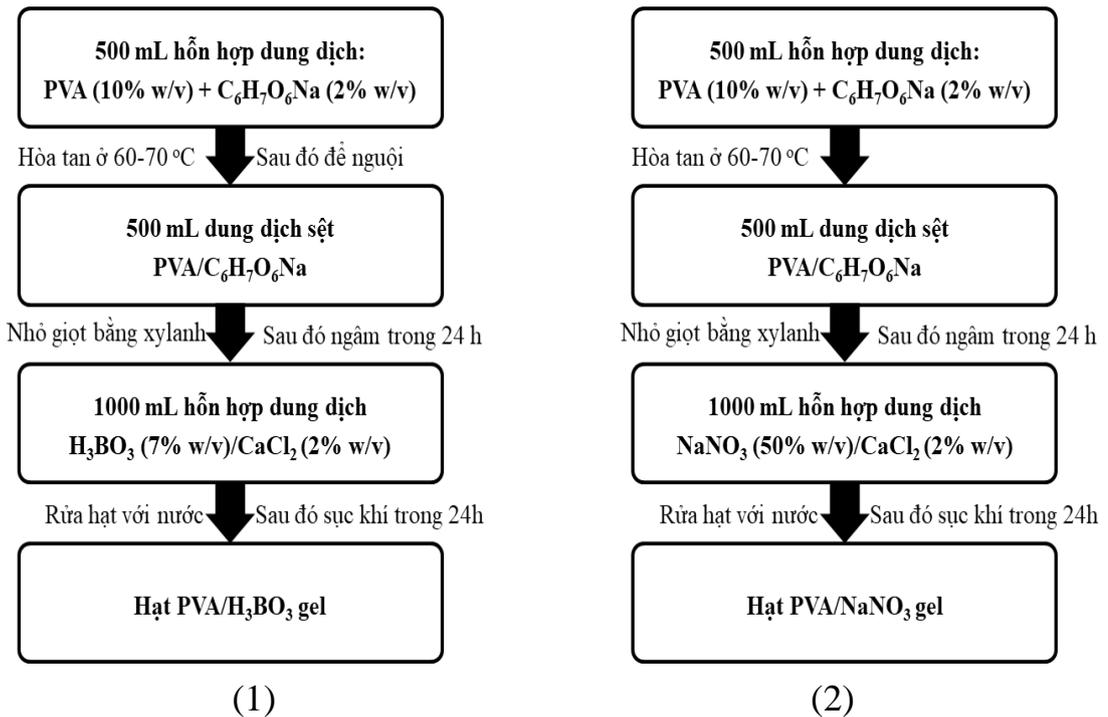 500 mL hỗn hợp dung dịch:
PVA (10% w/v) + C₆H₇O₆Na (2% w/v)
Hòa tan ở 60-70 °C
Sau đó để nguội
500 mL dung dịch sệt
PVA/C₆H₇O₆Na
Nhỏ giọt bằng xylanh
Sau đó ngâm trong 24 h
1000 mL hỗn hợp dung dịch
H₃BO₃ (7% w/v)/CaCl₂ (2% w/v)
Rửa hạt với nước
Sau đó sục khí trong 24h
Hạt PVA/H₃BO₃ gel
(1)
500 mL hỗn hợp dung dịch:
PVA (10% w/v) + C₆H₇O₆Na (2% w/v)
Hòa tan ở 60-70 °C
500 mL dung dịch sệt
PVA/C₆H₇O₆Na
Nhỏ giọt bằng xylanh
Sau đó ngâm trong 24 h
1000 mL hỗn hợp dung dịch
NaNO₃ (50% w/v)/CaCl₂ (2% w/v)
Rửa hạt với nước
Sau đó sục khí trong 24h
Hạt PVA/NaNO₃ gel
(2)